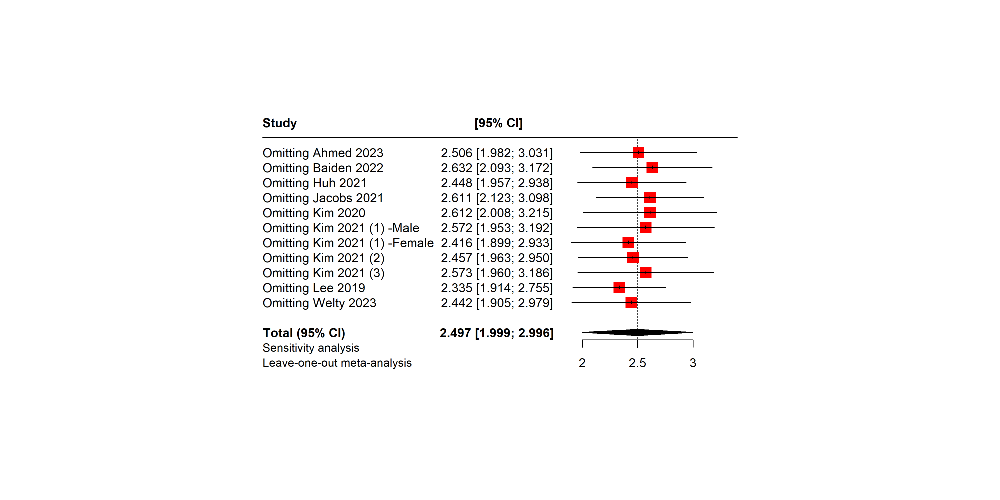 Study [95% CI]
Omitting Ahmed 2023 2.506 [1.982; 3.031]
Omitting Baiden 2022 2.632 [2.093; 3.172]
Omitting Huh 2021 2.448 [1.957; 2.938]
Omitting Jacobs 2021 2.611 [2.123; 3.098]
Omitting Kim 2020 2.612 [2.008; 3.215]
Omitting Kim 2021 (1) -Male 2.572 [1.953; 3.192]
Omitting Kim 2021 (1) -Female 2.416 [1.899; 2.933]
Omitting Kim 2021 (2) 2.457 [1.963; 2.950]
Omitting Kim 2021 (3) 2.573 [1.960; 3.186]
Omitting Lee 2019 2.335 [1.914; 2.755]
Omitting Welty 2023 2.442 [1.905; 2.979]
Total (95% CI) 2.497 [1.999; 2.996]
Sensitivity analysis
Leave-one-out meta-analysis 2 2.5 3